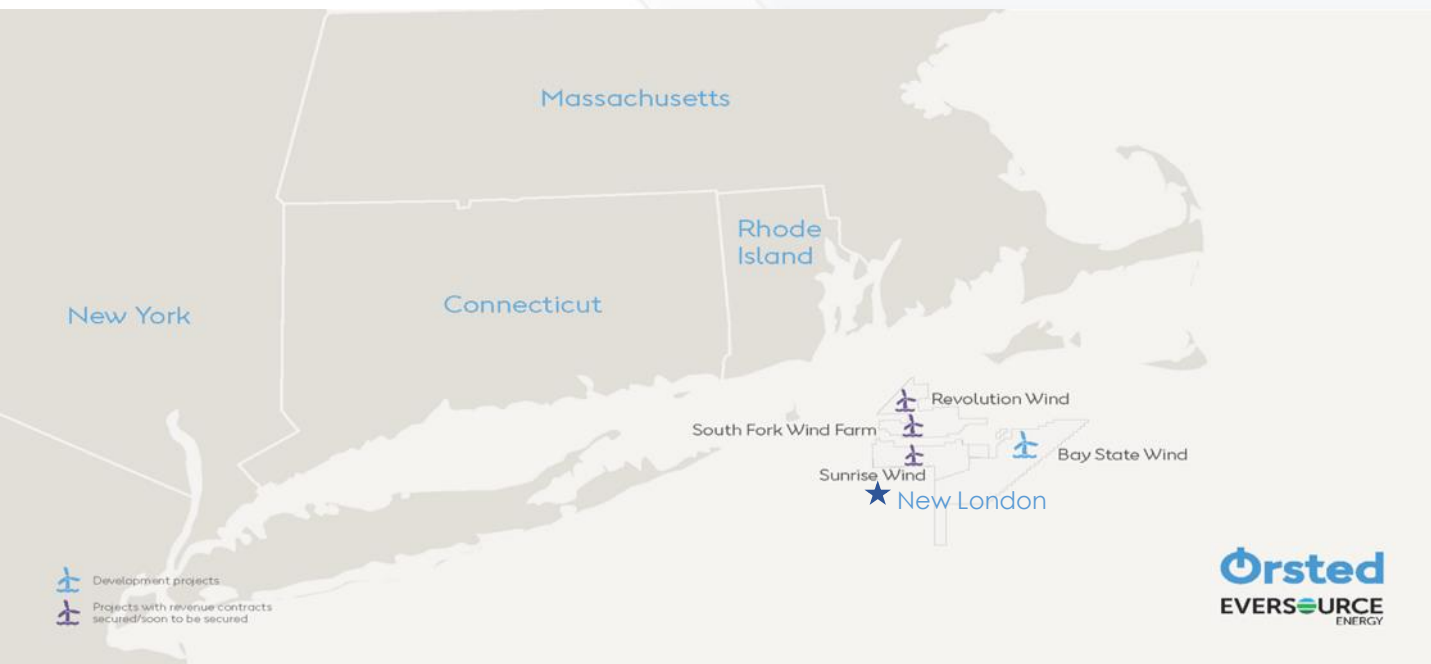 Massachusetts
Rhode
Island
Connecticut
New York
Revolution Wind
South Fork Wind Farm
Bay State Wind
Sunrise Wind
New London
Development projects
Projects with revenue contracts
secured/soon to be secured
Ørsted
EVERSOURCE
ENERGY